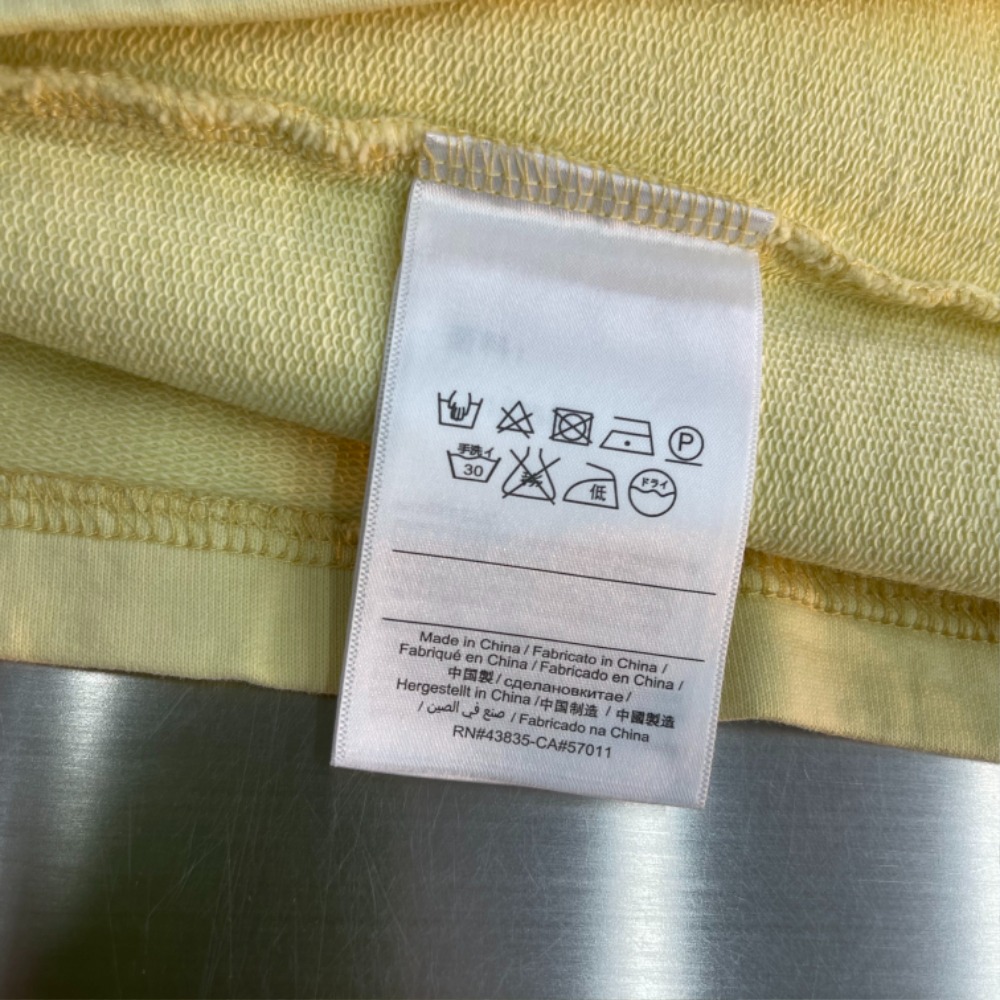 P
手洗イ
30
低
ドライ
Made in China / Fabricato in China /
Fabriqué en China / Fabricado en China /
中国製 / сделановкитае /
Hergestellt in China /中国制造 / 中國製造
/ صنع في الصين / Fabricado na China
RN#43835-CA#57011